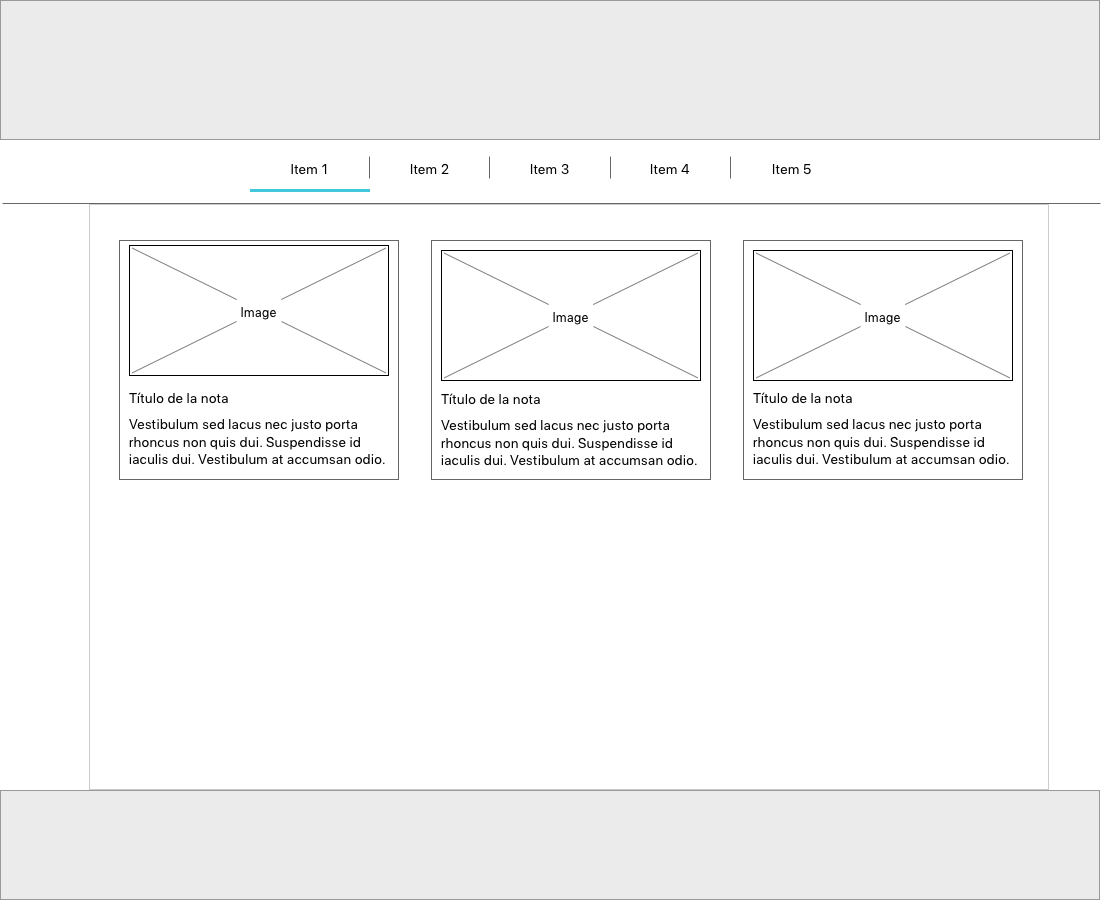 Item 1
Item 2
Item 3
Item 4
Item 5
Image
Título de la nota
Vestibulum sed lacus nec justo porta
rhoncus non quis dui. Suspendisse id
iaculis dui. Vestibulum at accumsan odio.
Image
Título de la nota
Vestibulum sed lacus nec justo porta
rhoncus non quis dui. Suspendisse id
iaculis dui. Vestibulum at accumsan odio.
Image
Título de la nota
Vestibulum sed lacus nec justo porta
rhoncus non quis dui. Suspendisse id
iaculis dui. Vestibulum at accumsan odio.